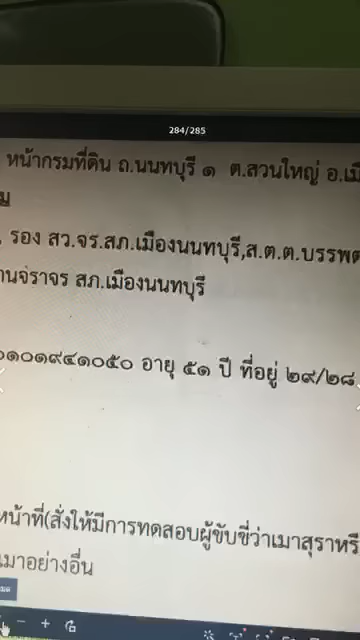 284/285
หน้ากรมที่ดิน ถ.นนทบุรี ๑ ต.สวนใหญ่ อ.เมื
รอง สว.จร.สภ.เมืองนนทบุรี,ส.ต.ต.บรรพต
านจราจร สภ.เมืองนนทบุรี
๐๑๐๑๙๔๑๐๕๐ อายุ ๕๑ ปี ที่อยู่ ๒๙/๒๘
หน้าที่(สั่งให้มีการทดสอบผู้ขับขี่ว่าเมาสุราหรื
เมาอย่างอื่น